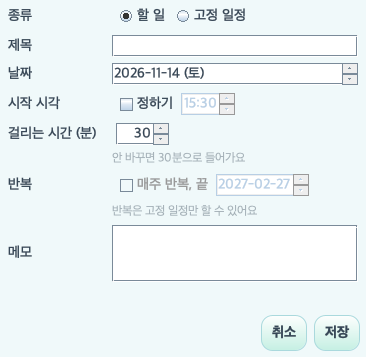 종류 할 일 고정 일정
제목
날짜 2026-11-14 (토)
시작 시각 정하기 15:30
걸리는 시간 (분) 30
안 바꾸면 30분으로 들어가요
반복 매주 반복, 끝 2027-02-27
반복은 고정 일정만 할 수 있어요
메모
취소 저장